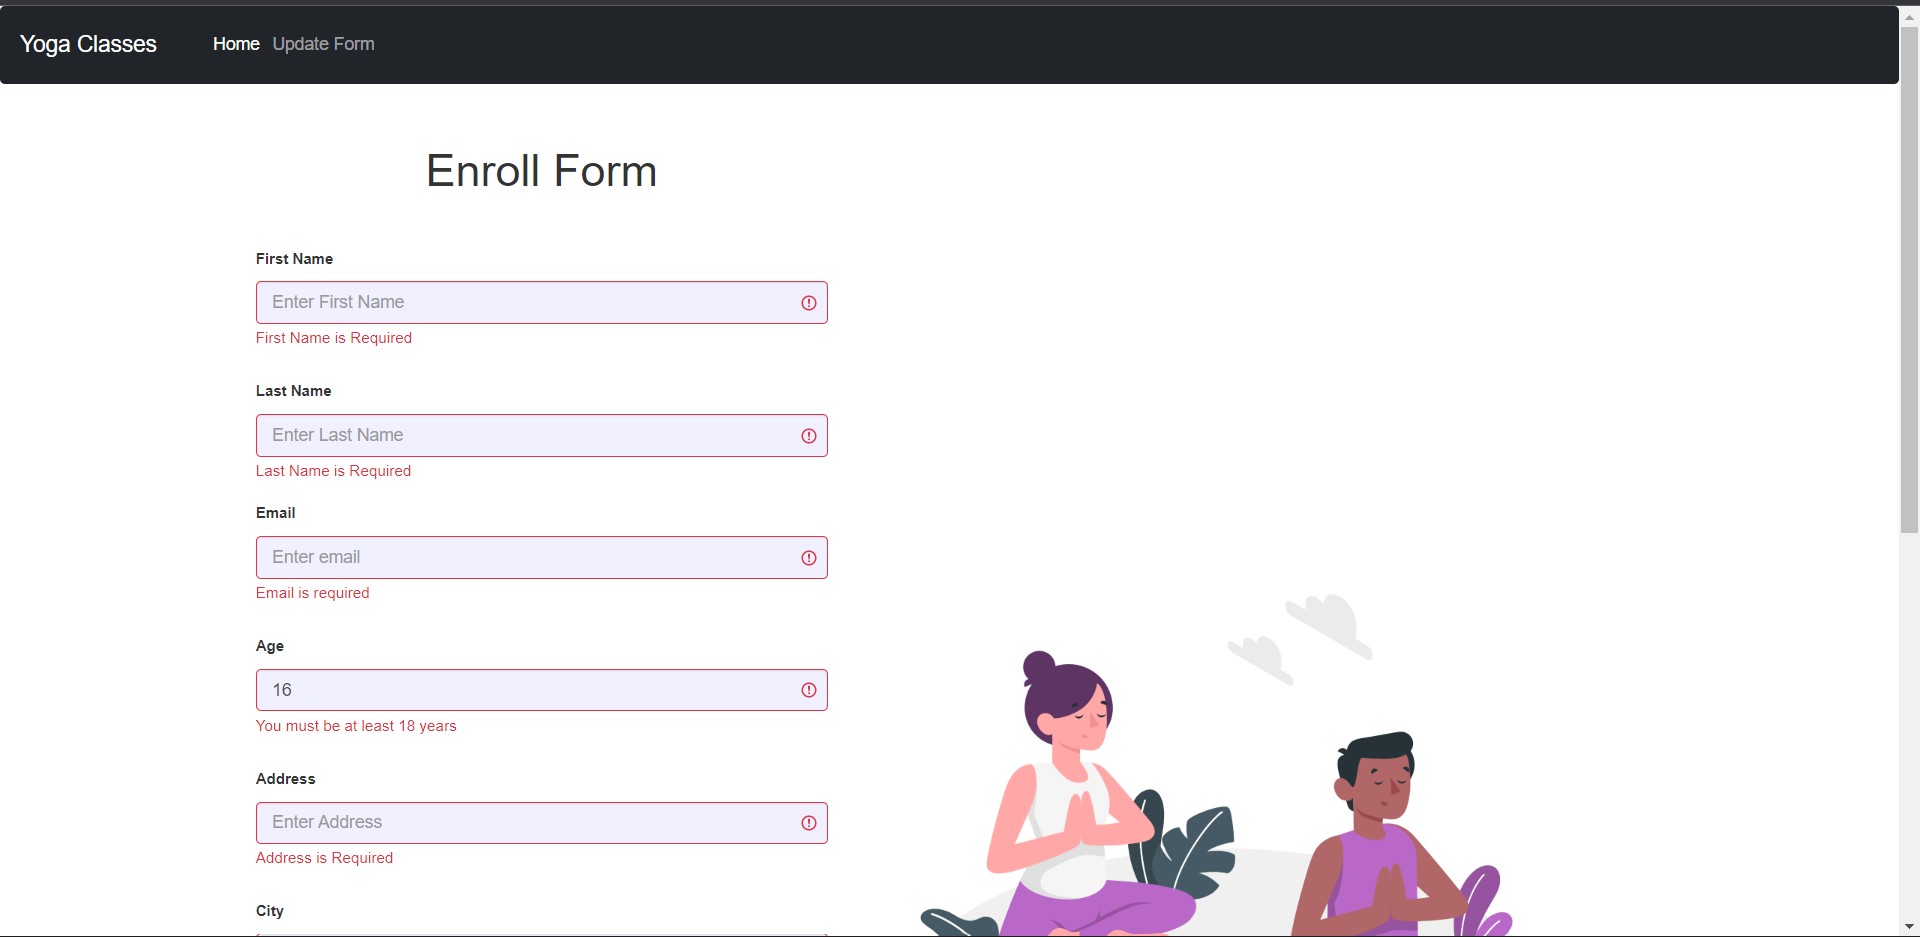 Yoga Classes Home Update Form
Enroll Form
First Name
Enter First Name
First Name is Required
Last Name
Enter Last Name
Last Name is Required
Email
Enter email
Email is required
Age
16
You must be at least 18 years
Address
Enter Address
Address is Required
City